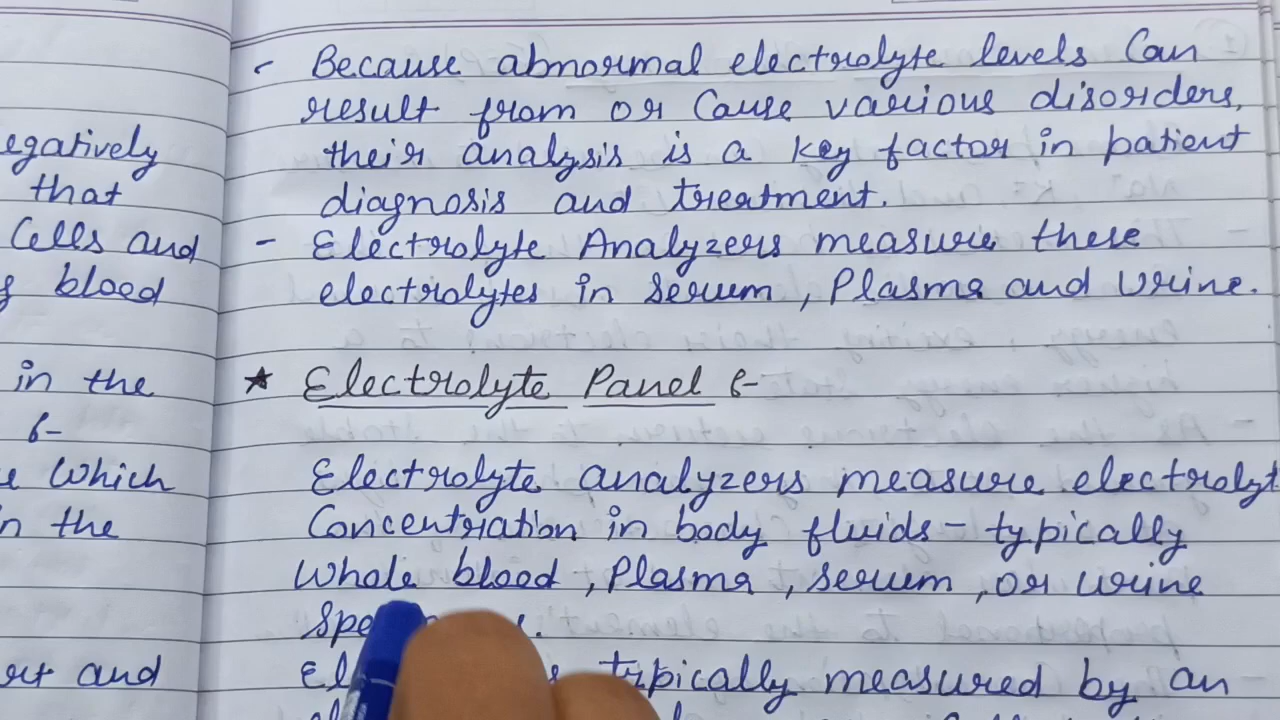 egatively
that
Cells and
blood
in the
6-
Which
the
and
- Because abnormal electrolyte levels Can
result from or Cause various disorders,
their analysis is a key factor in patient
diagnosis and treatment.
- Electrolyte Analyzers measure these
electrolytes in Serum, Plasma and Urine.
★ Electrolyte Panel 6-
Electrolyte analyzers measure electrolyt
Concentration in body fluids - typically
Whole blood, Plasma, Serum, or Urine
typically measured by an